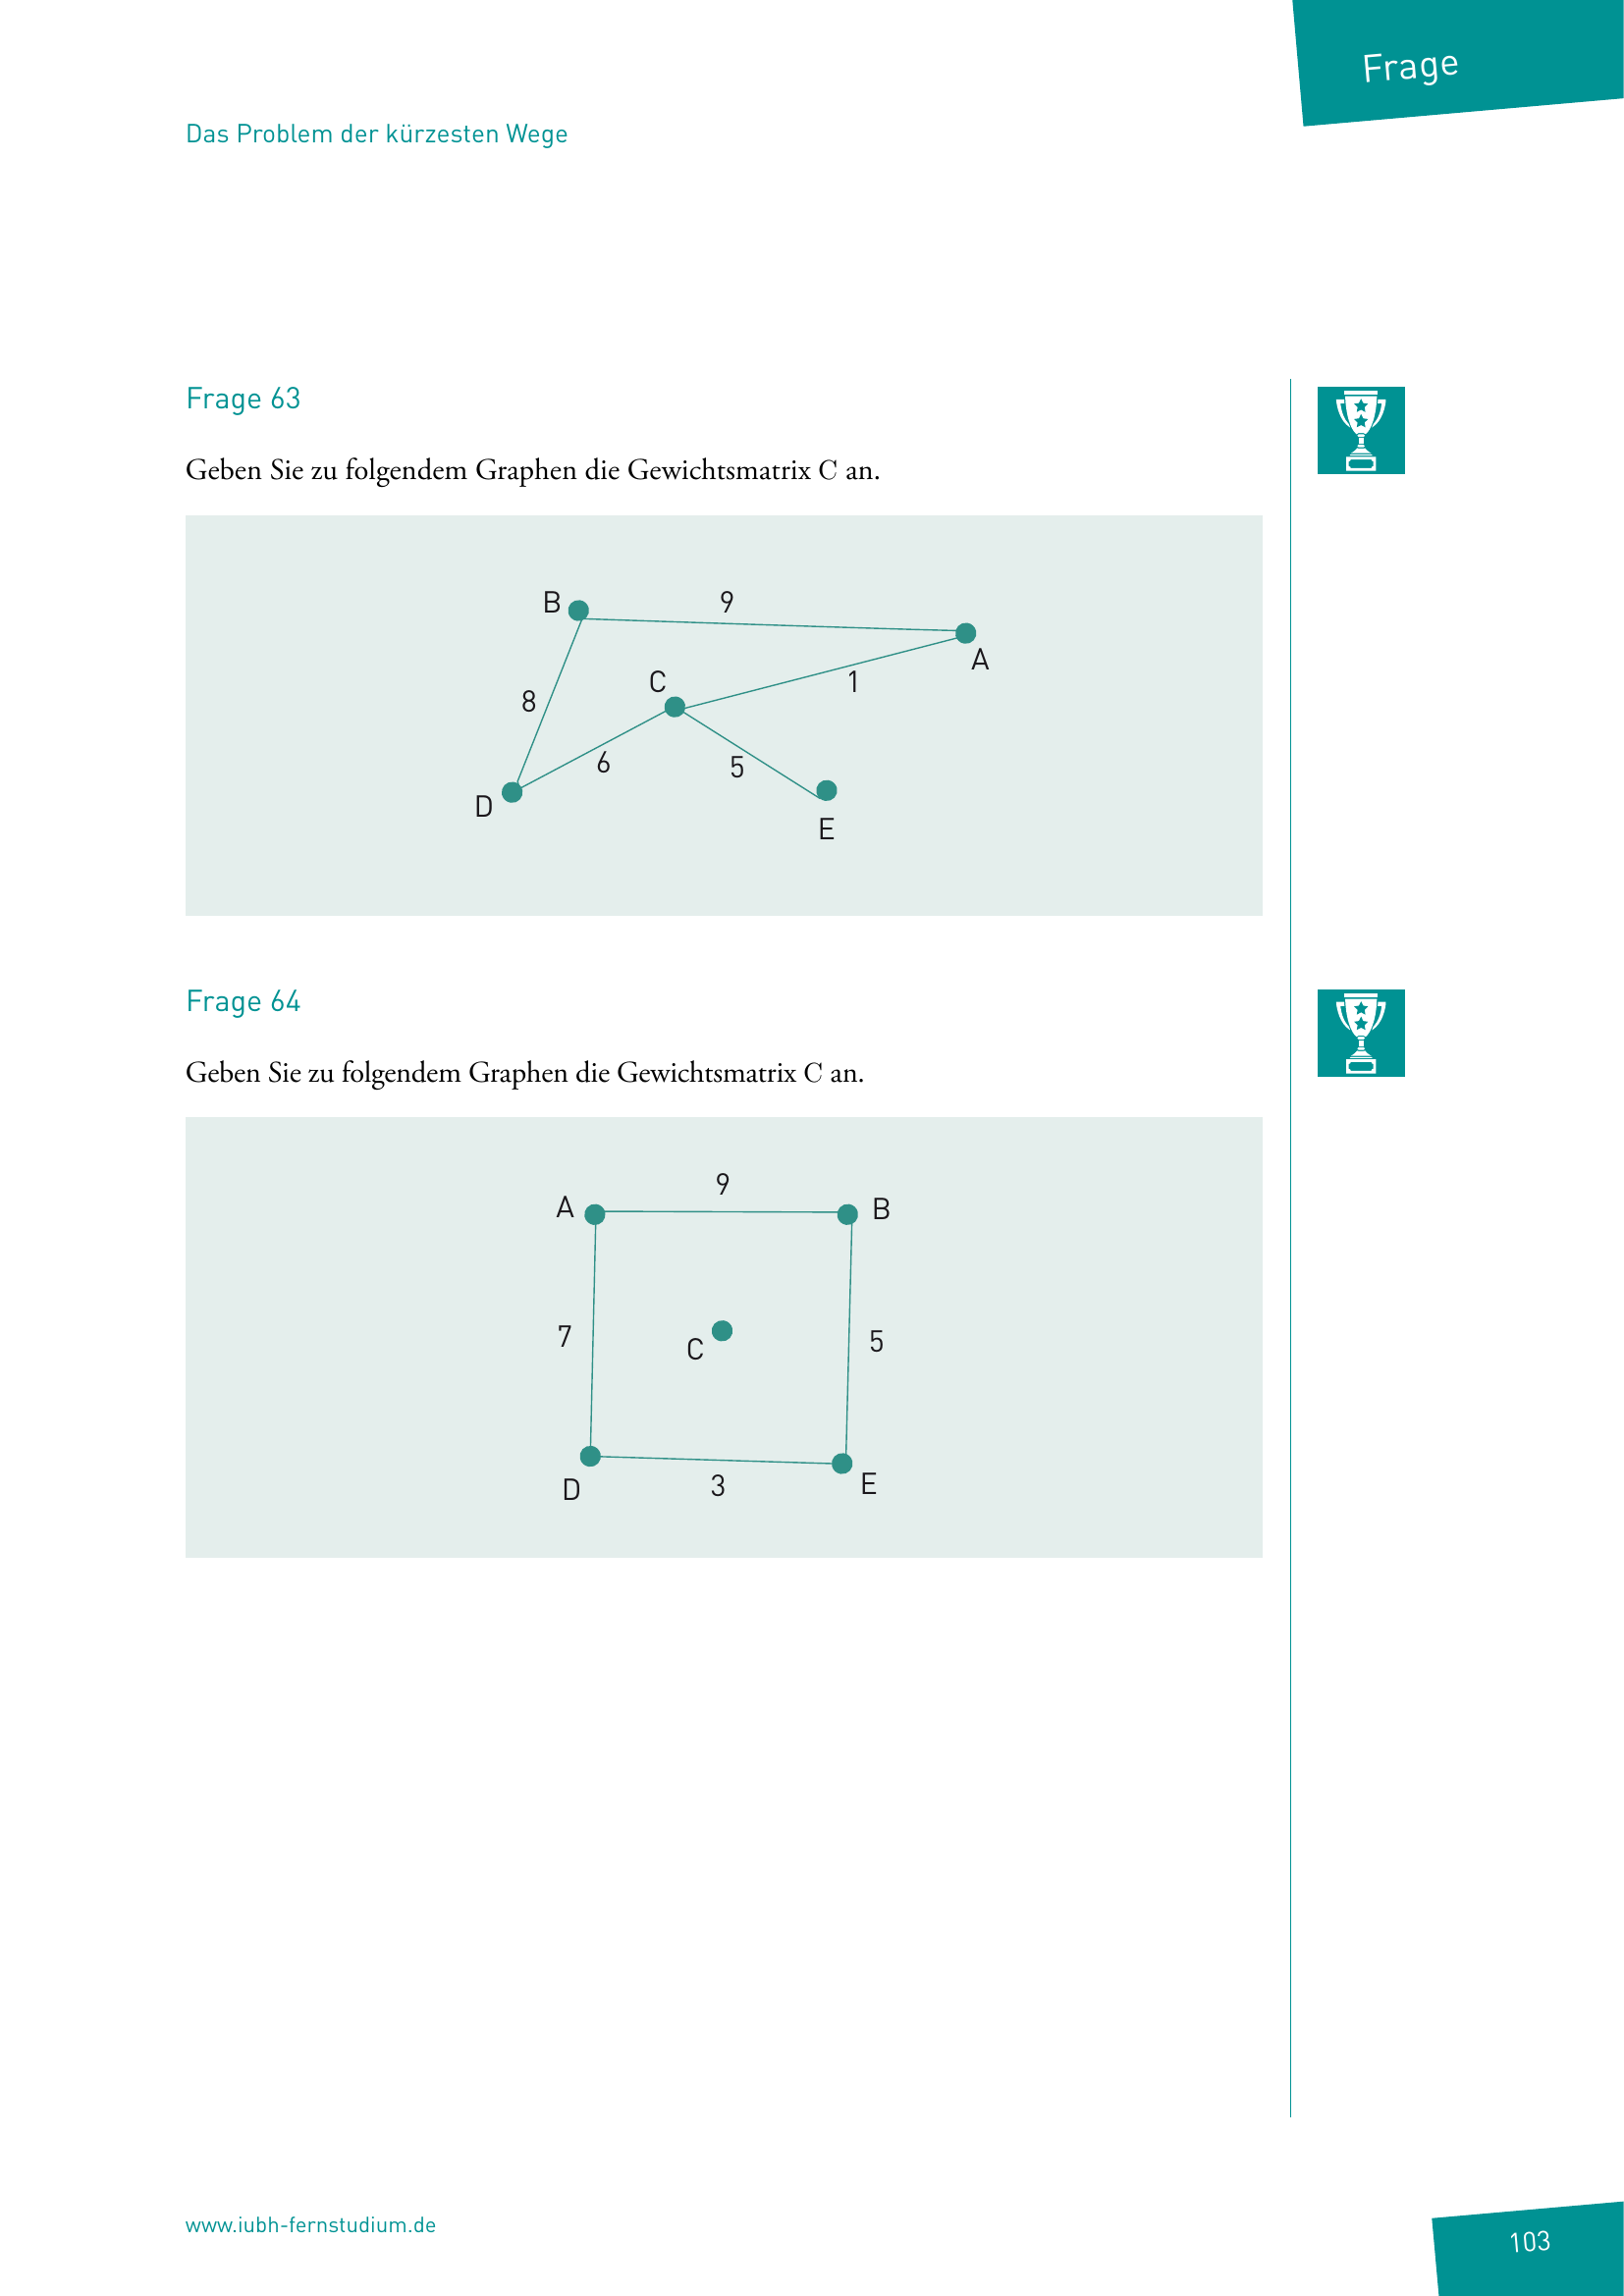 Frage
Das Problem der kürzesten Wege
Frage 63
Geben Sie zu folgendem Graphen die Gewichtsmatrix C an.
B
9
A
C
1
8
6
5
D
E
Frage 64
Geben Sie zu folgendem Graphen die Gewichtsmatrix C an.
9
A
B
7
C
5
D
3
E
www.iubh-fernstudium.de
103